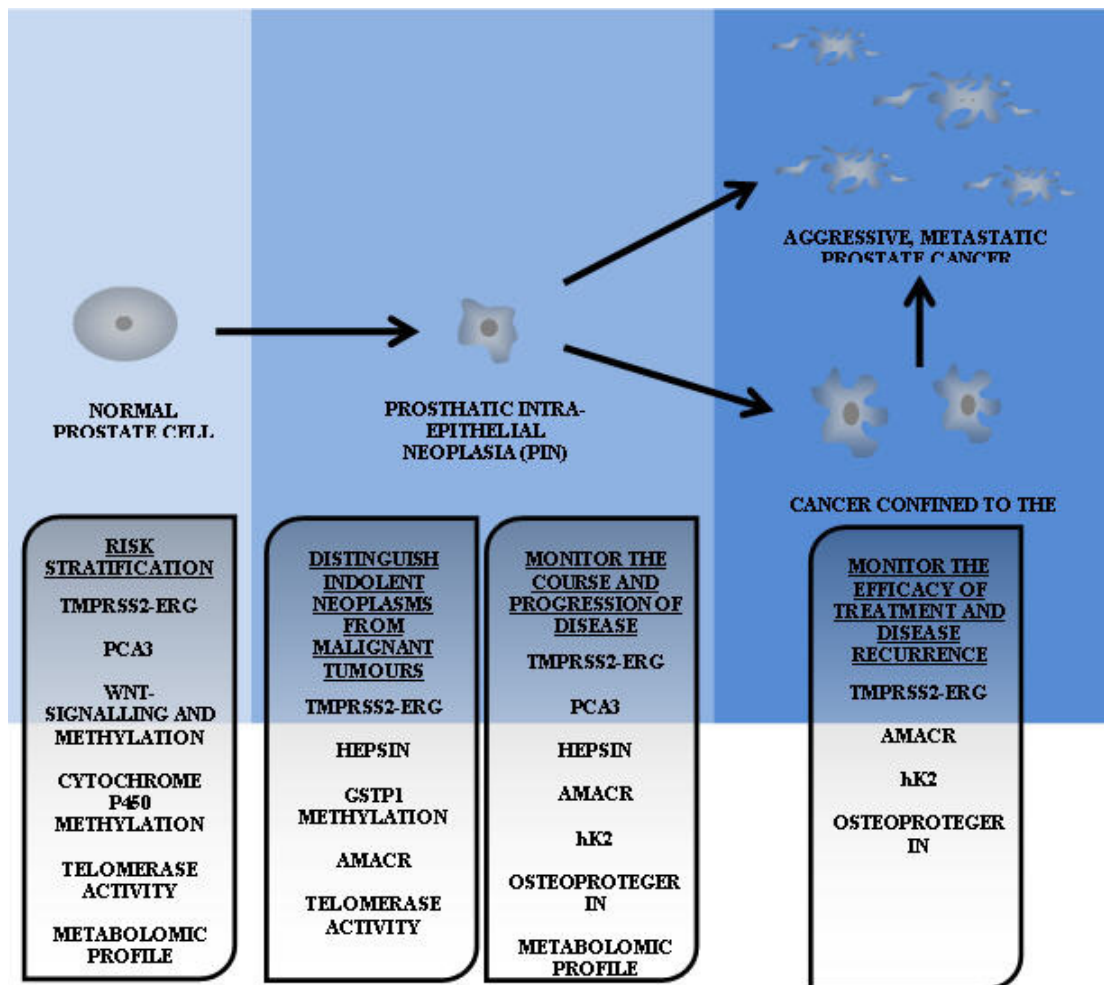 AGGRESSIVE, METASTATIC
PROSTATE CANCER
NORMAL
PROSTATE CELL
PROSTHATIC INTRA-
EPITHELIAL
NEOPLASIA (PIN)
CANCER CONFINED TO THE
RISK
STRATIFICATION
TMPRSS2-ERG
PCA3
WNT-
SIGNALLING AND
METHYLATION
CYTOCHROME
P450
METHYLATION
TELOMERASE
ACTIVITY
METABOLOMIC
PROFILE
DISTINGUISH
INDOLENT
NEOPLASMS
FROM
MALIGNANT
TUMOURS
TMPRSS2-ERG
HEPSIN
GSTP1
METHYLATION
AMACR
TELOMERASE
ACTIVITY
MONITOR THE
COURSE AND
PROGRESSION OF
DISEASE
TMPRSS2-ERG
PCA3
HEPSIN
AMACR
hK2
OSTEOPROTEGER
IN
METABOLOMIC
PROFILE
MONITOR THE
EFFICACY OF
TREATMENT AND
DISEASE
RECURRENCE
TMPRSS2-ERG
AMACR
hK2
OSTEOPROTEGER
IN